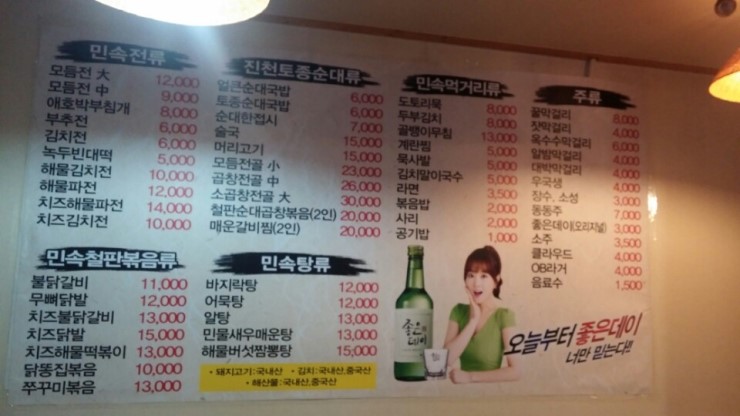 민속전류
모듬전 大 12,000
모듬전 中 9,000
애호박부침개 8,000
부추전 6,000
김치전 6,000
녹두빈대떡 5,000
해물김치전 10,000
해물파전 12,000
치즈해물파전 14,000
치즈김치전 10,000
진천토종순대류
얼큰순대국밥 6,000
토종순대국밥 6,000
순대한접시 7,000
술국 15,000
머리고기 15,000
모듬전골 小 23,000
곱창전골 中 26,000
소곱창전골 大 30,000
철판순대곱창볶음(2인) 20,000
매운갈비찜(2인) 20,000
민속먹거리류
도토리묵 8,000
두부김치 8,000
골뱅이무침 13,000
계란찜 5,000
묵사발 5,000
김치말이국수 5,000
라면 3,500
볶음밥 2,000
사리 2,000
공기밥 1,000
주류
꿀막걸리 8,000
잣막걸리 4,000
옥수수막걸리 6,000
알밤막걸리 4,000
대박막걸리 4,000
우국생 4,000
장수, 소성 3,000
동동주 7,000
좋은데이(오리지널) 3,000
소주 3,500
클라우드 4,000
OB라거 4,000
음료수 1,500
민속철판볶음류
불닭갈비 11,000
무뼈닭발 12,000
치즈불닭갈비 13,000
치즈닭발 15,000
치즈해물떡볶이 13,000
닭똥집볶음 10,000
쭈꾸미볶음 13,000
민속탕류
바지락탕 12,000
어묵탕 12,000
알탕 13,000
민물새우매운탕 13,000
해물버섯짬뽕탕 15,000
• 돼지고기:국내산 • 김치:국내산,중국산
• 해산물:국내산,중국산
좋은
데이
오늘부터 좋은데이
너만 믿는다!!